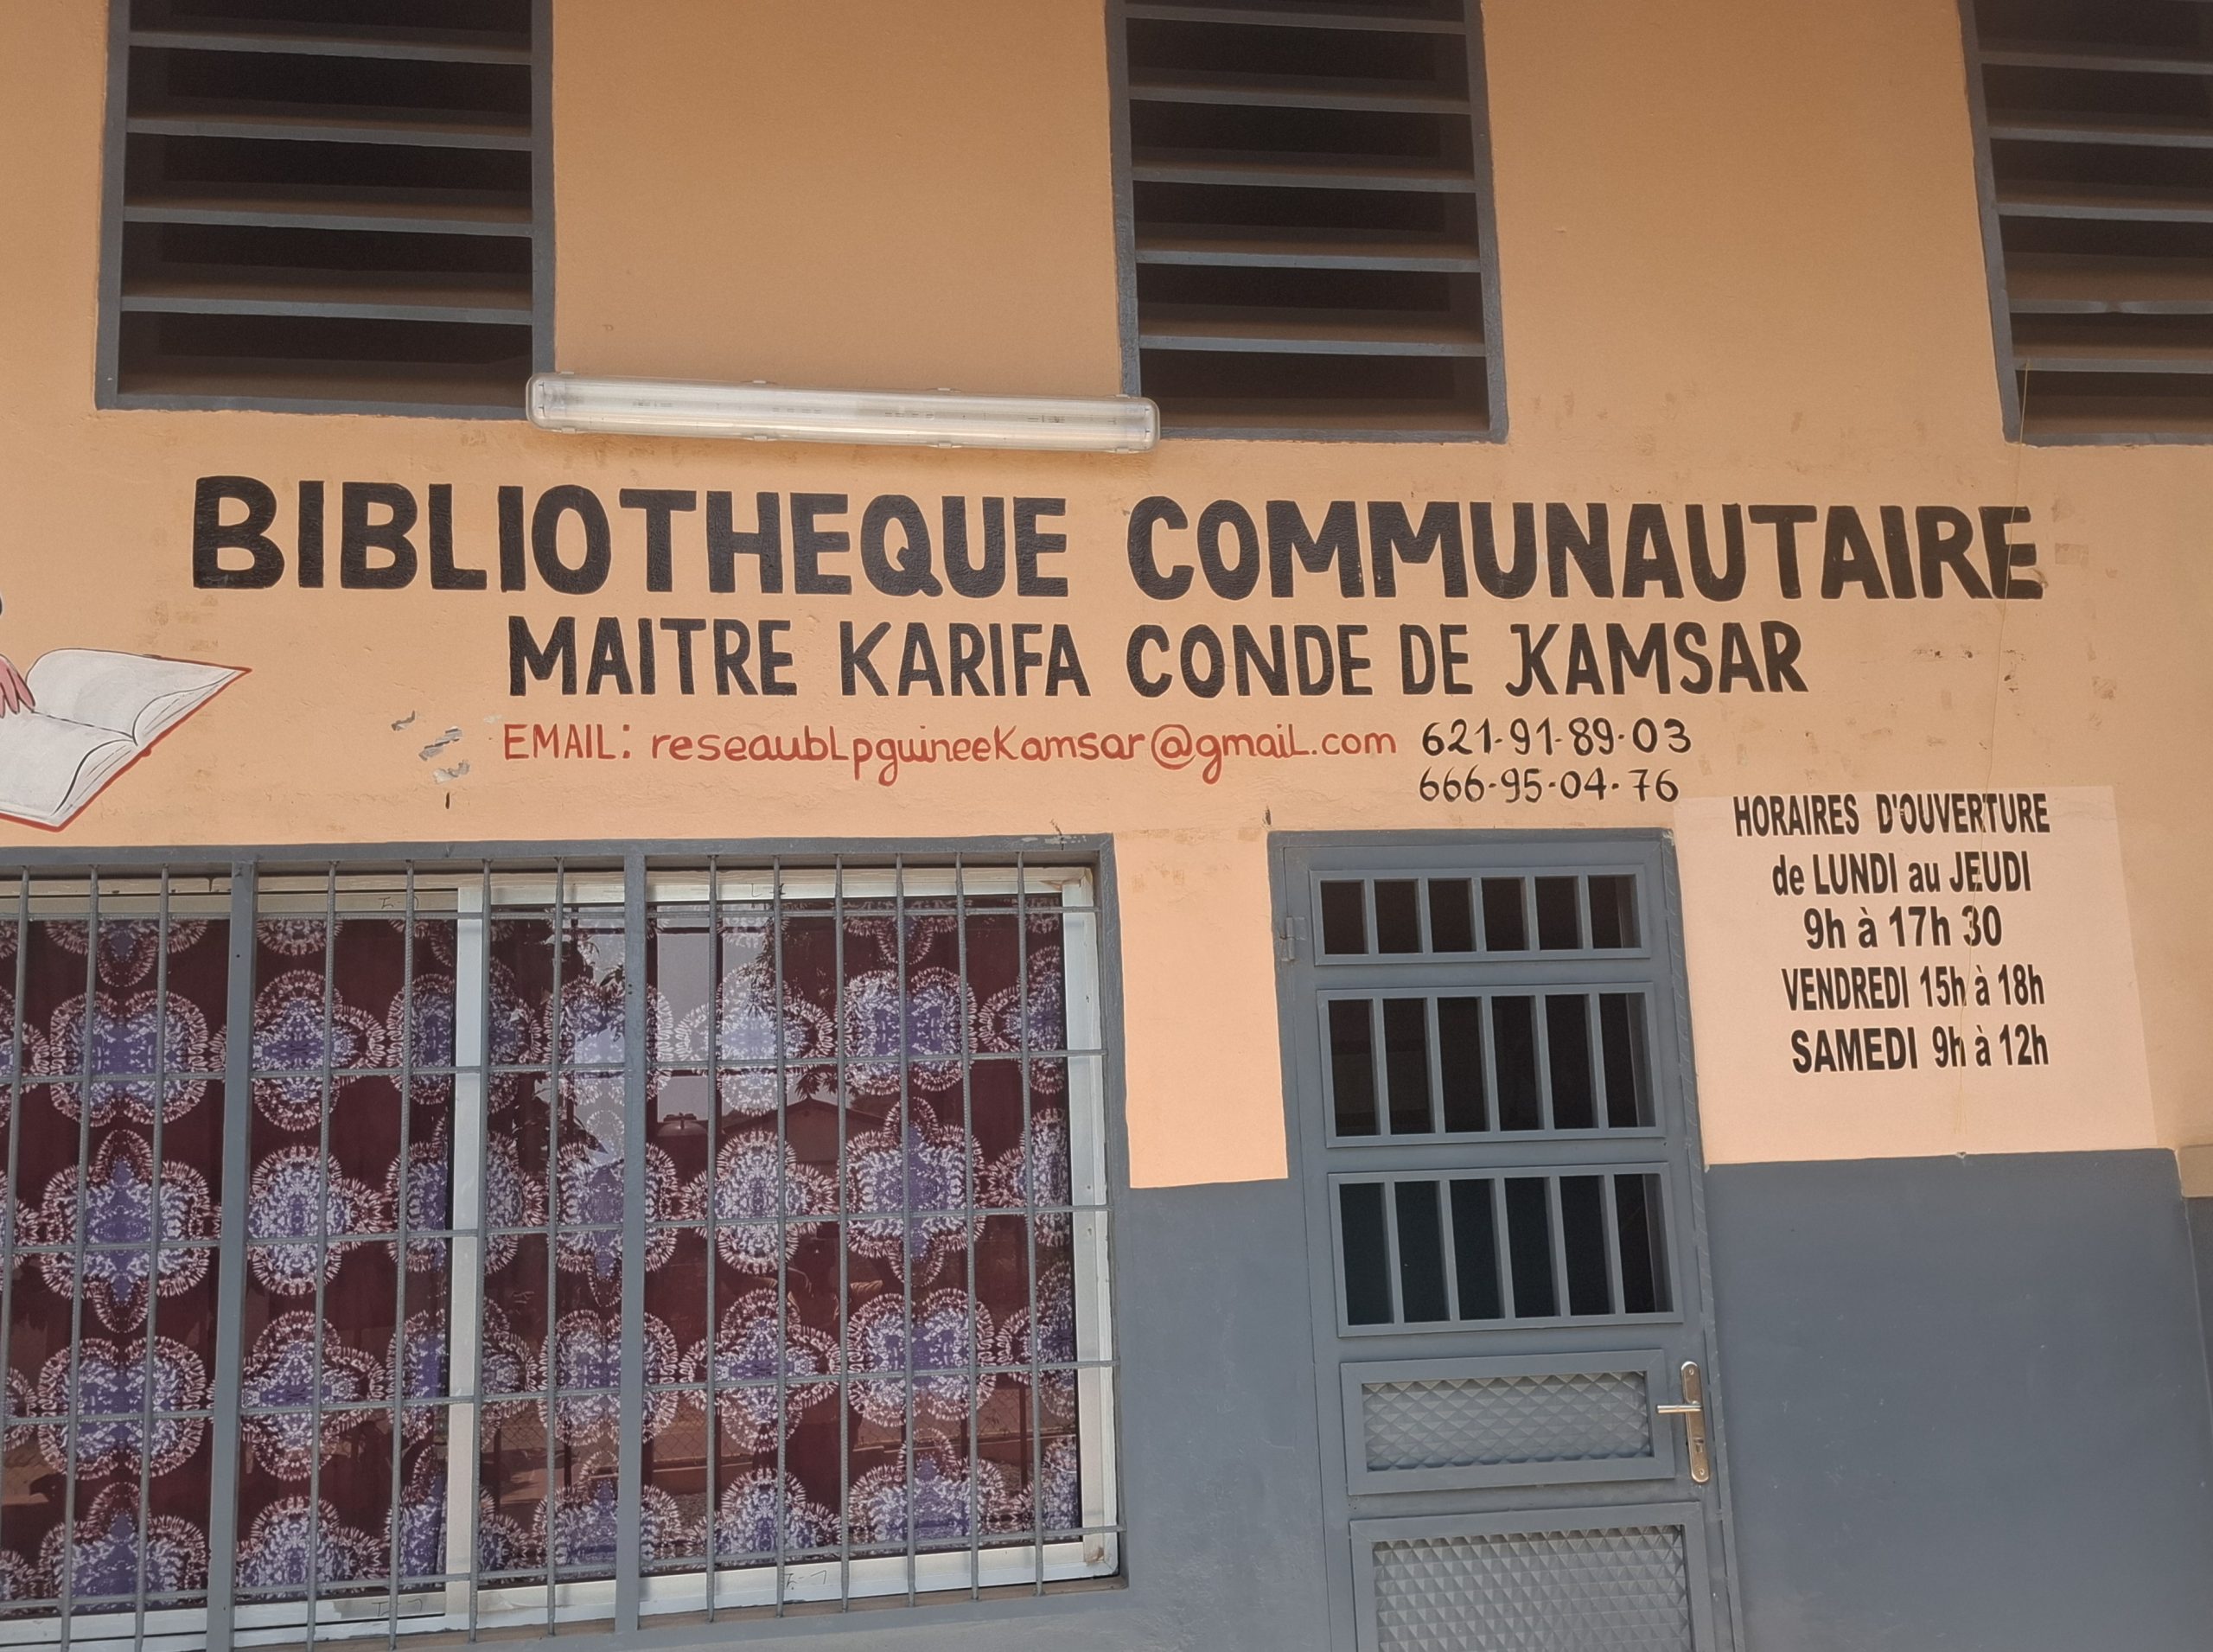 BIBLIOTHEQUE COMMUNAUTAIRE
MAITRE KARIFA CONDE DE KAMSAR
EMAIL: reseaubLpguineeKamsar@gmaiL.com 621-91-89-03
666-95-04-76
HORAIRES D'OUVERTURE
de LUNDI au JEUDI
9h à 17h 30
VENDREDI 15h à 18h
SAMEDI 9h à 12h